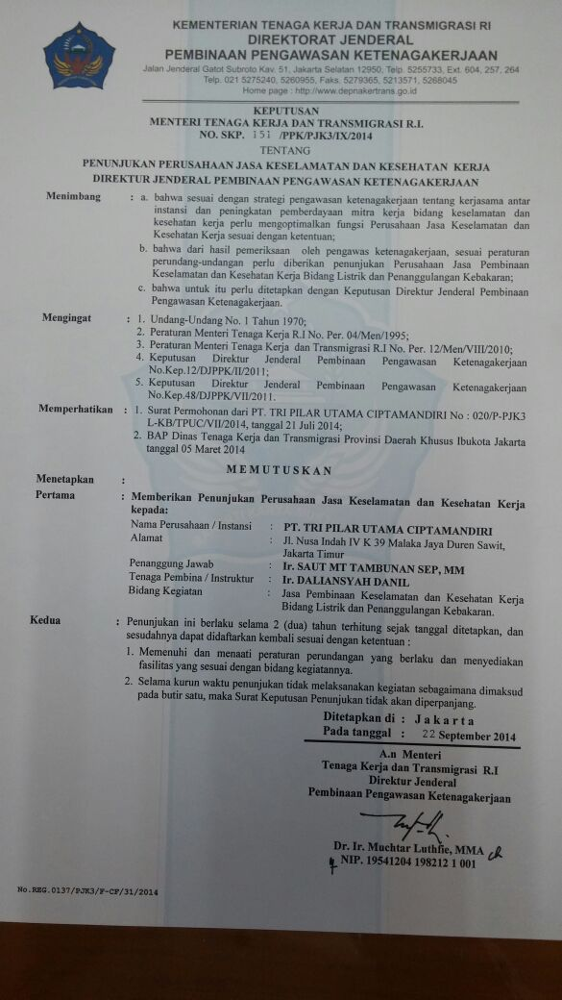 KEMENTERIAN TENAGA KERJA DAN TRANSMIGRASI RI
DIREKTORAT JENDERAL
PEMBINAAN PENGAWASAN KETENAGAKERJAAN
Jalan Jenderal Gatot Subroto Kav. 51, Jakarta Selatan 12950, Telp. 5255733, Ext. 604, 257, 264
Telp. 021 5275240, 5260955, Faks. 5279365, 5213571, 5268045
Home page : http://www.depnakertrans.go.id
KEPUTUSAN
MENTERI TENAGA KERJA DAN TRANSMIGRASI R.I.
NO. SKP. 151 /PPK/PJK3/IX/2014
TENTANG
PENUNJUKAN PERUSAHAAN JASA KESELAMATAN DAN KESEHATAN KERJA
DIREKTUR JENDERAL PEMBINAAN PENGAWASAN KETENAGAKERJAAN
Menimbang : a. bahwa sesuai dengan strategi pengawasan ketenagakerjaan tentang kerjasama antar
instansi dan peningkatan pemberdayaan mitra kerja bidang keselamatan dan
kesehatan kerja perlu mengoptimalkan fungsi Perusahaan Jasa Keselamatan dan
Kesehatan Kerja sesuai dengan ketentuan;
b. bahwa dari hasil pemeriksaan oleh pengawas ketenagakerjaan, sesuai peraturan
perundang-undangan perlu diberikan penunjukan Perusahaan Jasa Pembinaan
Keselamatan dan Kesehatan Kerja Bidang Listrik dan Penanggulangan Kebakaran;
c. bahwa untuk itu perlu ditetapkan dengan Keputusan Direktur Jenderal Pembinaan
Pengawasan Ketenagakerjaan.
Mengingat : 1. Undang-Undang No. 1 Tahun 1970;
2. Peraturan Menteri Tenaga Kerja R.I No. Per. 04/Men/1995;
3. Peraturan Menteri Tenaga Kerja dan Transmigrasi R.I No. Per. 12/Men/VIII/2010;
4. Keputusan Direktur Jenderal Pembinaan Pengawasan Ketenagakerjaan
No.Kep.12/DJPPK/II/2011;
5. Keputusan Direktur Jenderal Pembinaan Pengawasan Ketenagakerjaan
No.Kep.48/DJPPK/VII/2011.
Memperhatikan : 1. Surat Permohonan dari PT. TRI PILAR UTAMA CIPTAMANDIRI No : 020/P-PJK3
L-KB/TPUC/VII/2014, tanggal 21 Juli 2014;
2. BAP Dinas Tenaga Kerja dan Transmigrasi Provinsi Daerah Khusus Ibukota Jakarta
tanggal 05 Maret 2014
MEMUTUSKAN
Menetapkan :
Pertama : Memberikan Penunjukan Perusahaan Jasa Keselamatan dan Kesehatan Kerja
kepada:
Nama Perusahaan / Instansi : PT. TRI PILAR UTAMA CIPTAMANDIRI
Alamat : Jl. Nusa Indah IV K 39 Malaka Jaya Duren Sawit,
Jakarta Timur
Penanggung Jawab : Ir. SAUT MT TAMBUNAN SEP, MM
Tenaga Pembina / Instruktur : Ir. DALIANSYAH DANIL
Bidang Kegiatan : Jasa Pembinaan Keselamatan dan Kesehatan Kerja
Bidang Listrik dan Penanggulangan Kebakaran.
Kedua : Penunjukan ini berlaku selama 2 (dua) tahun terhitung sejak tanggal ditetapkan, dan
sesudahnya dapat didaftarkan kembali sesuai dengan ketentuan :
1. Memenuhi dan menaati peraturan perundangan yang berlaku dan menyediakan
fasilitas yang sesuai dengan bidang kegiatannya.
2. Selama kurun waktu penunjukan tidak melaksanakan kegiatan sebagaimana dimaksud
pada butir satu, maka Surat Keputusan Penunjukan tidak akan diperpanjang.
Ditetapkan di : Jakarta
Pada tanggal : 22 September 2014
A.n Menteri
Tenaga Kerja dan Transmigrasi R.I
Direktur Jenderal
Pembinaan Pengawasan Ketenagakerjaan
Dr. Ir. Muchtar Luthfie, MMA
NIP. 19541204 198212 1 001
No.REG.0137/PJK3/F-CF/31/2014